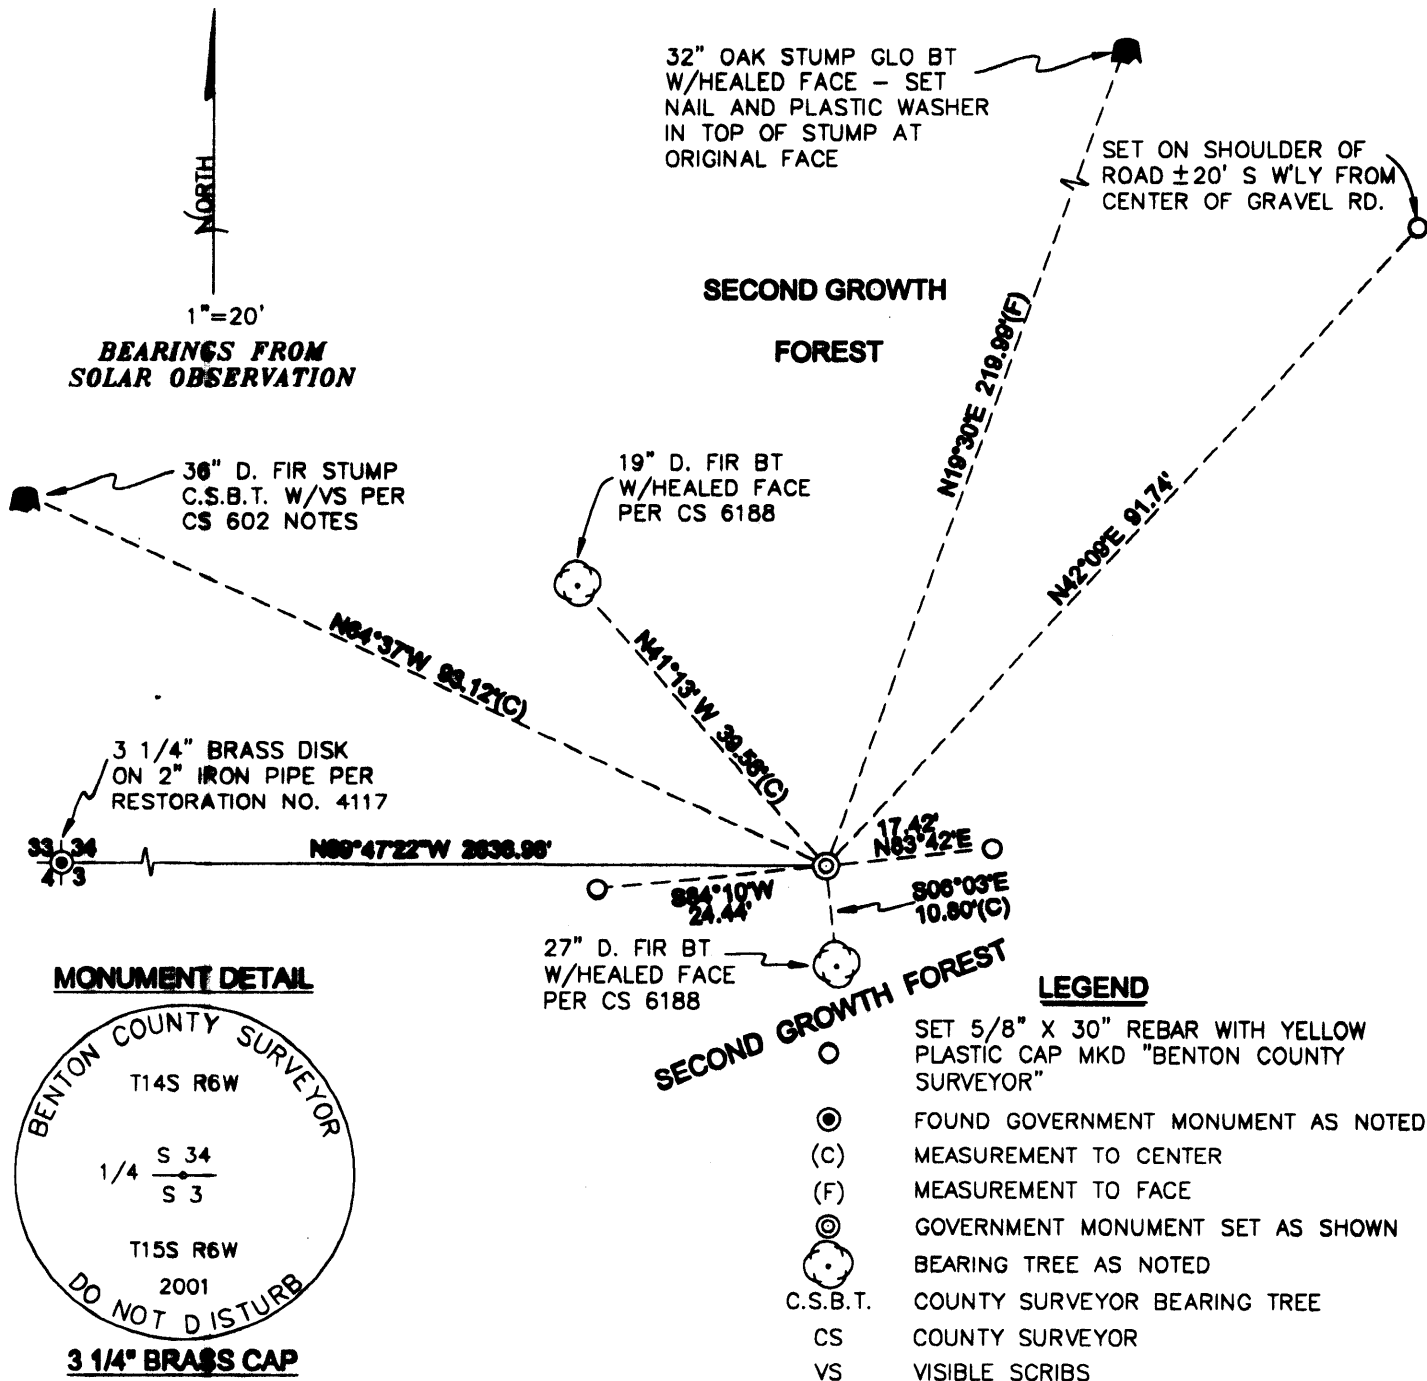 32" OAK STUMP GLO BT
W/HEALED FACE – SET
NAIL AND PLASTIC WASHER
IN TOP OF STUMP AT
ORIGINAL FACE
SET ON SHOULDER OF
ROAD ±20' S W'LY FROM
CENTER OF GRAVEL RD.
NORTH
1"=20'
BEARINGS FROM
SOLAR OBSERVATION
SECOND GROWTH
FOREST
N19°30'E 219.99'(F)
N42°09'E 91.74'
36" D. FIR STUMP
C.S.B.T. W/VS PER
CS 602 NOTES
19" D. FIR BT
W/HEALED FACE
PER CS 6188
N64°37'W 93.12'(C)
N41°13' W 39.58'(C)
3 1/4" BRASS DISK
ON 2" IRON PIPE PER
RESTORATION NO. 4117
33 34
4 3
N89°47'22"W 2636.96'
17.42'
N83°42'E
S84°10'W
24.44'
S06°03'E
10.80'(C)
27" D. FIR BT
W/HEALED FACE
PER CS 6188
SECOND GROWTH FOREST
MONUMENT DETAIL
BENTON COUNTY SURVEYOR
T14S R6W
1/4
S 34
S 3
T15S R6W
2001
DO NOT DISTURB
3 1/4" BRASS CAP
LEGEND
SET 5/8" X 30" REBAR WITH YELLOW
PLASTIC CAP MKD "BENTON COUNTY
SURVEYOR"
FOUND GOVERNMENT MONUMENT AS NOTED
(C) MEASUREMENT TO CENTER
(F) MEASUREMENT TO FACE
GOVERNMENT MONUMENT SET AS SHOWN
BEARING TREE AS NOTED
C.S.B.T. COUNTY SURVEYOR BEARING TREE
CS COUNTY SURVEYOR
VS VISIBLE SCRIBS